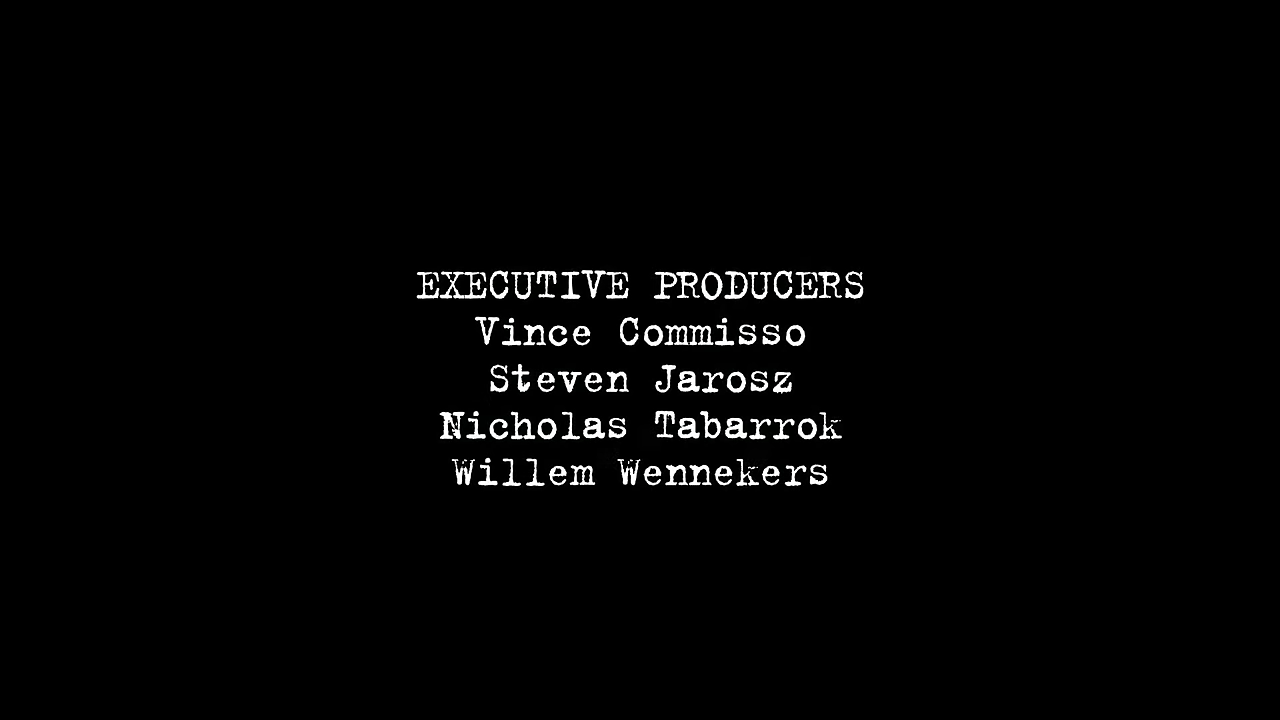 EXECUTIVE PRODUCERS
Vince Commisso
Steven Jarosz
Nicholas Tabarrok
Willem Wennekers